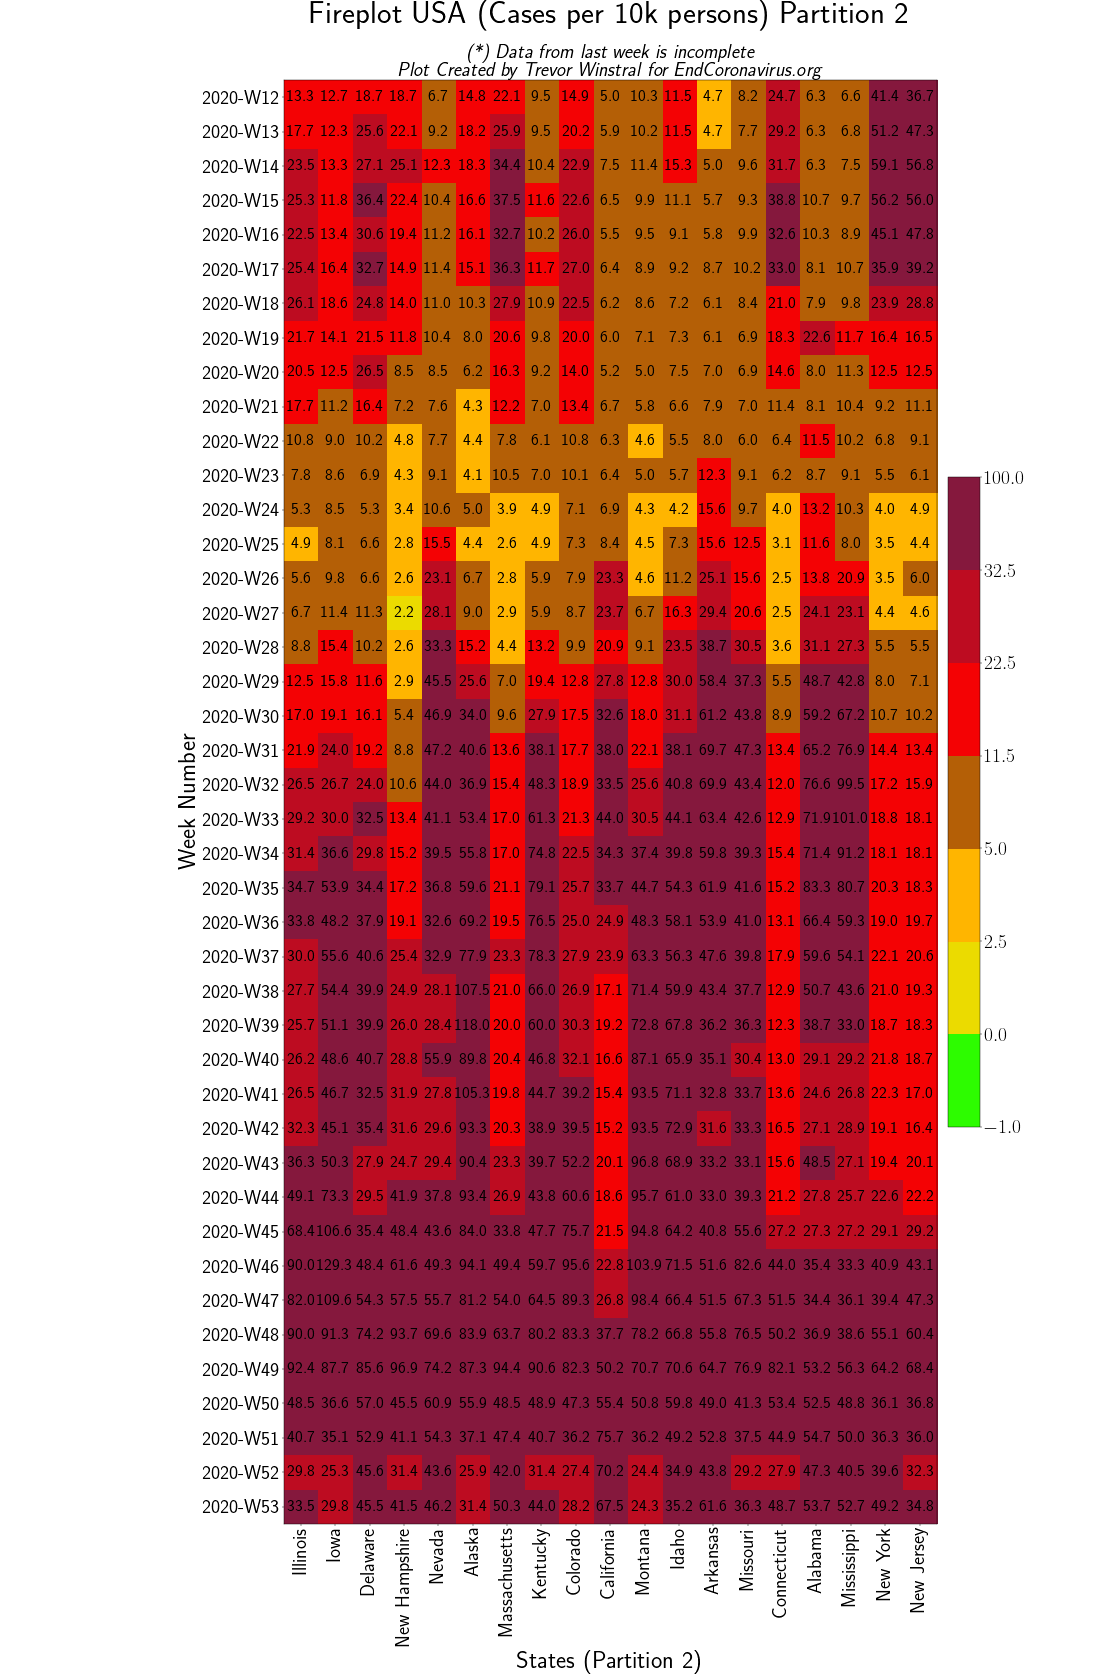 Fireplot USA (Cases per 10k persons) Partition 2
(*) Data from last week is incomplete
Plot Created by Trevor Winstral for EndCoronavirus.org
2020-W12 13.3 12.7 18.7 18.7 6.7 14.8 22.1 9.5 14.9 5.0 10.3 11.5 4.7 8.2 24.7 6.3 6.6 41.4 36.7
2020-W13 17.7 12.3 25.6 22.1 9.2 18.2 25.9 9.5 20.2 5.9 10.2 11.5 4.7 7.7 29.2 6.3 6.8 51.2 47.3
2020-W14 23.5 13.3 27.1 25.1 12.3 18.3 34.4 10.4 22.9 7.5 11.4 15.3 5.0 9.6 31.7 6.3 7.5 59.1 56.8
2020-W15 25.3 11.8 36.4 22.4 10.4 16.6 37.5 11.6 22.6 6.5 9.9 11.1 5.7 9.3 38.8 10.7 9.7 56.2 56.0
2020-W16 22.5 13.4 30.6 19.4 11.2 16.1 32.7 10.2 26.0 5.5 9.5 9.1 5.8 9.9 32.6 10.3 8.9 45.1 47.8
2020-W17 25.4 16.4 32.7 14.9 11.4 15.1 36.3 11.7 27.0 6.4 8.9 9.2 8.7 10.2 33.0 8.1 10.7 35.9 39.2
2020-W18 26.1 18.6 24.8 14.0 11.0 10.3 27.9 10.9 22.5 6.2 8.6 7.2 6.1 8.4 21.0 7.9 9.8 23.9 28.8
2020-W19 21.7 14.1 21.5 11.8 10.4 8.0 20.6 9.8 20.0 6.0 7.1 7.3 6.1 6.9 18.3 22.6 11.7 16.4 16.5
2020-W20 20.5 12.5 26.5 8.5 8.5 6.2 16.3 9.2 14.0 5.2 5.0 7.5 7.0 6.9 14.6 8.0 11.3 12.5 12.5
2020-W21 17.7 11.2 16.4 7.2 7.6 4.3 12.2 7.0 13.4 6.7 5.8 6.6 7.9 7.0 11.4 8.1 10.4 9.2 11.1
2020-W22 10.8 9.0 10.2 4.8 7.7 4.4 7.8 6.1 10.8 6.3 4.6 5.5 8.0 6.0 6.4 11.5 10.2 6.8 9.1
2020-W23 7.8 8.6 6.9 4.3 9.1 4.1 10.5 7.0 10.1 6.4 5.0 5.7 12.3 9.1 6.2 8.7 9.1 5.5 6.1
2020-W24 5.3 8.5 5.3 3.4 10.6 5.0 3.9 4.9 7.1 6.9 4.3 4.2 15.6 9.7 4.0 13.2 10.3 4.0 4.9
2020-W25 4.9 8.1 6.6 2.8 15.5 4.4 2.6 4.9 7.3 8.4 4.5 7.3 15.6 12.5 3.1 11.6 8.0 3.5 4.4
2020-W26 5.6 9.8 6.6 2.6 23.1 6.7 2.8 5.9 7.9 23.3 4.6 11.2 25.1 15.6 2.5 13.8 20.9 3.5 6.0
2020-W27 6.7 11.4 11.3 2.2 28.1 9.0 2.9 5.9 8.7 23.7 6.7 16.3 29.4 20.6 2.5 24.1 23.1 4.4 4.6
2020-W28 8.8 15.4 10.2 2.6 33.3 15.2 4.4 13.2 9.9 20.9 9.1 23.5 38.7 30.5 3.6 31.1 27.3 5.5 5.5
2020-W29 12.5 15.8 11.6 2.9 45.5 25.6 7.0 19.4 12.8 27.8 12.8 30.0 58.4 37.3 5.5 48.7 42.8 8.0 7.1
2020-W30 17.0 19.1 16.1 5.4 46.9 34.0 9.6 27.9 17.5 32.6 18.0 31.1 61.2 43.8 8.9 59.2 67.2 10.7 10.2
2020-W31 21.9 24.0 19.2 8.8 47.2 40.6 13.6 38.1 17.7 38.0 22.1 38.1 69.7 47.3 13.4 65.2 76.9 14.4 13.4
2020-W32 26.5 26.7 24.0 10.6 44.0 36.9 15.4 48.3 18.9 33.5 25.6 40.8 69.9 43.4 12.0 76.6 99.5 17.2 15.9
2020-W33 29.2 30.0 32.5 13.4 41.1 53.4 17.0 61.3 21.3 44.0 30.5 44.1 63.4 42.6 12.9 71.9 101.0 18.8 18.1
2020-W34 31.4 36.6 29.8 15.2 39.5 55.8 17.0 74.8 22.5 34.3 37.4 39.8 59.8 39.3 15.4 71.4 91.2 18.1 18.1
2020-W35 34.7 53.9 34.4 17.2 36.8 59.6 21.1 79.1 25.7 33.7 44.7 54.3 61.9 41.6 15.2 83.3 80.7 20.3 18.3
2020-W36 33.8 48.2 37.9 19.1 32.6 69.2 19.5 76.5 25.0 24.9 48.3 58.1 53.9 41.0 13.1 66.4 59.3 19.0 19.7
2020-W37 30.0 55.6 40.6 25.4 32.9 77.9 23.3 78.3 27.9 23.9 63.3 56.3 47.6 39.8 17.9 59.6 54.1 22.1 20.6
2020-W38 27.7 54.4 39.9 24.9 28.1 107.5 21.0 66.0 26.9 17.1 71.4 59.9 43.4 37.7 12.9 50.7 43.6 21.0 19.3
2020-W39 25.7 51.1 39.9 26.0 28.4 118.0 20.0 60.0 30.3 19.2 72.8 67.8 36.2 36.3 12.3 38.7 33.0 18.7 18.3
2020-W40 26.2 48.6 40.7 28.8 55.9 89.8 20.4 46.8 32.1 16.6 87.1 65.9 35.1 30.4 13.0 29.1 29.2 21.8 18.7
2020-W41 26.5 46.7 32.5 31.9 27.8 105.3 19.8 44.7 39.2 15.4 93.5 71.1 32.8 33.7 13.6 24.6 26.8 22.3 17.0
2020-W42 32.3 45.1 35.4 31.6 29.6 93.3 20.3 38.9 39.5 15.2 93.5 72.9 31.6 33.3 16.5 27.1 28.9 19.1 16.4
2020-W43 36.3 50.3 27.9 24.7 29.4 90.4 23.3 39.7 52.2 20.1 96.8 68.9 33.2 33.1 15.6 48.5 27.1 19.4 20.1
2020-W44 49.1 73.3 29.5 41.9 37.8 93.4 26.9 43.8 60.6 18.6 95.7 61.0 33.0 39.3 21.2 27.8 25.7 22.6 22.2
2020-W45 68.4 106.6 35.4 48.4 43.6 84.0 33.8 47.7 75.7 21.5 94.8 64.2 40.8 55.6 27.2 27.3 27.2 29.1 29.2
2020-W46 90.0 129.3 48.4 61.6 49.3 94.1 49.4 59.7 95.6 22.8 103.9 71.5 51.6 82.6 44.0 35.4 33.3 40.9 43.1
2020-W47 82.0 109.6 54.3 57.5 55.7 81.2 54.0 64.5 89.3 26.8 98.4 66.4 51.5 67.3 51.5 34.4 36.1 39.4 47.3
2020-W48 90.0 91.3 74.2 93.7 69.6 83.9 63.7 80.2 83.3 37.7 78.2 66.8 55.8 76.5 50.2 36.9 38.6 55.1 60.4
2020-W49 92.4 87.7 85.6 96.9 74.2 87.3 94.4 90.6 82.3 50.2 70.7 70.6 64.7 76.9 82.1 53.2 56.3 64.2 68.4
2020-W50 48.5 36.6 57.0 45.5 60.9 55.9 48.5 48.9 47.3 55.4 50.8 59.8 49.0 41.3 53.4 52.5 48.8 36.1 36.8
2020-W51 40.7 35.1 52.9 41.1 54.3 37.1 47.4 40.7 36.2 75.7 36.2 49.2 52.8 37.5 44.9 54.7 50.0 36.3 36.0
2020-W52 29.8 25.3 45.6 31.4 43.6 25.9 42.0 31.4 27.4 70.2 24.4 34.9 43.8 29.2 27.9 47.3 40.5 39.6 32.3
2020-W53 33.5 29.8 45.5 41.5 46.2 31.4 50.3 44.0 28.2 67.5 24.3 35.2 61.6 36.3 48.7 53.7 52.7 49.2 34.8
Week Number
Illinois Iowa Delaware New Hampshire Nevada Alaska Massachusetts Kentucky Colorado California Montana Idaho Arkansas Missouri Connecticut Alabama Mississippi New York New Jersey
States (Partition 2)
100.0
32.5
22.5
11.5
5.0
2.5
0.0
−1.0